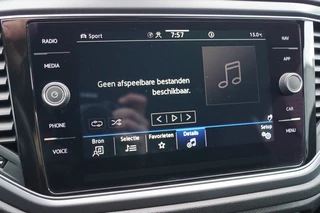 RADIO
Sport
7:57
15.0°C
NAV
MEDIA
APP
Geen afspeelbare bestanden
beschikbaar.
CAR
PHONE
Bron
Selectie
Favorieten
Details
Setup
MENU
VOICE